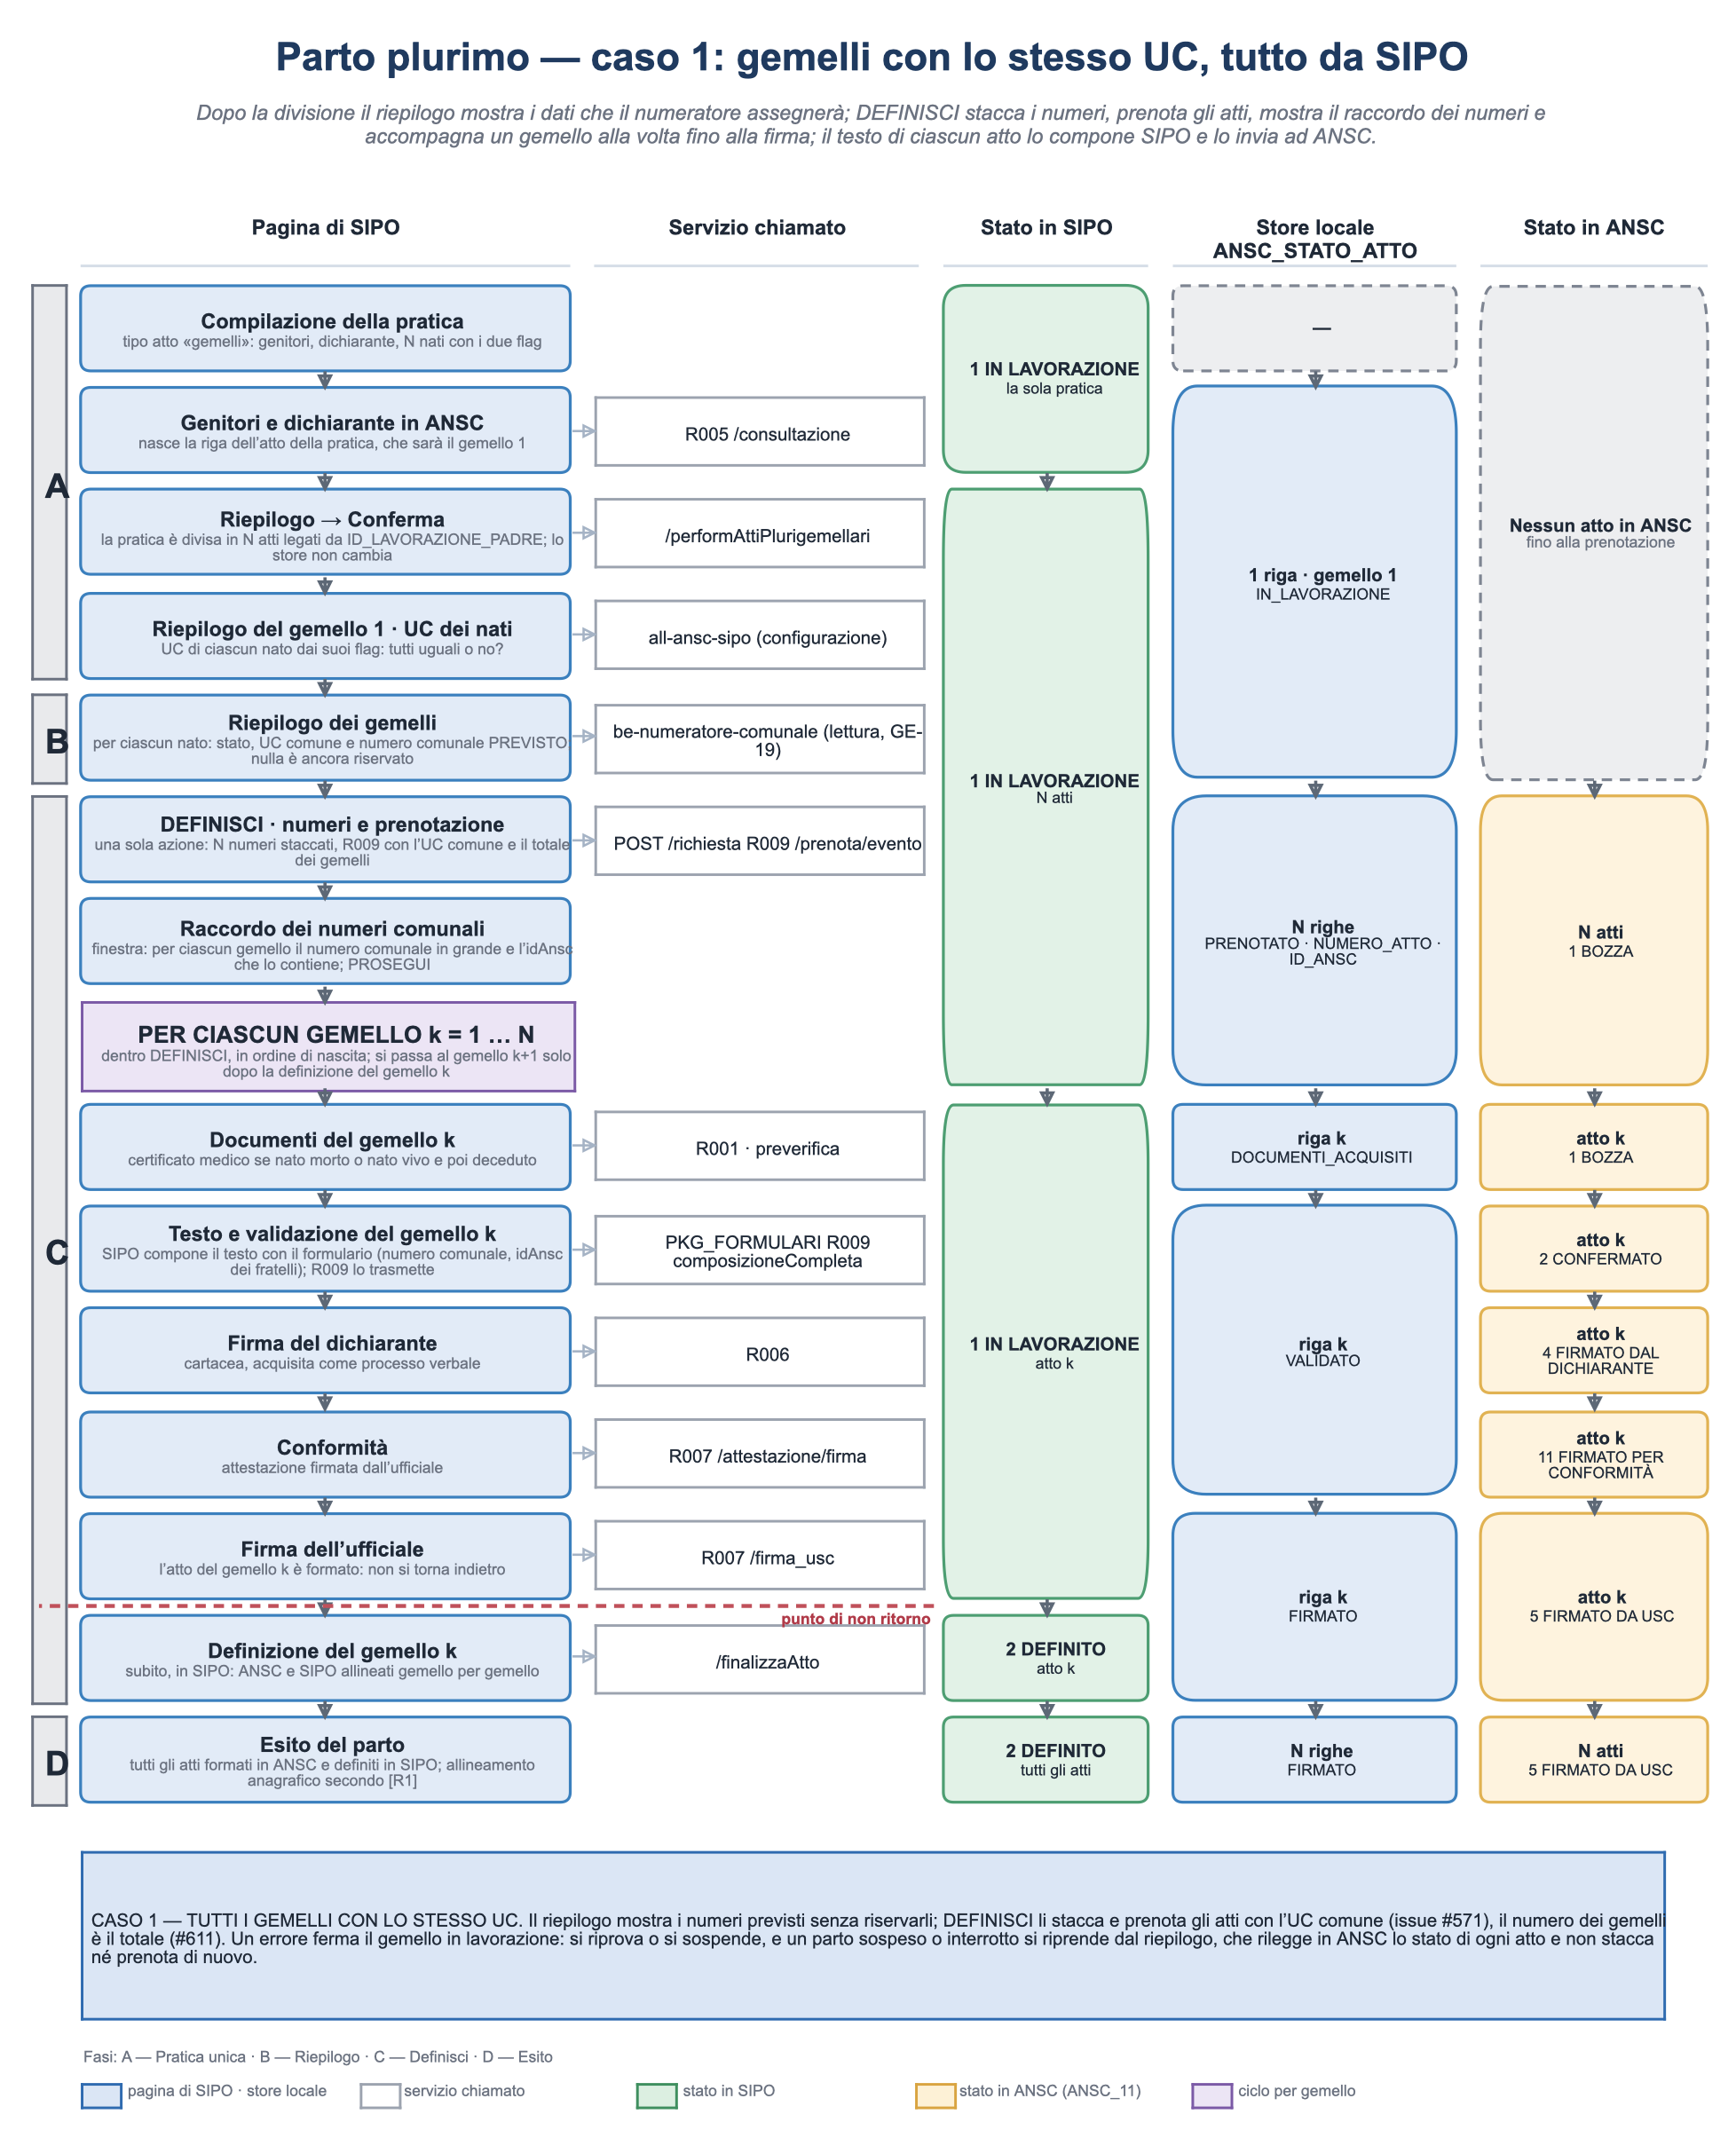 Parto plurimo — caso 1: gemelli con lo stesso UC, tutto da SIPO
Dopo la divisione il riepilogo mostra i dati che il numeratore assegnerà; DEFINISCI stacca i numeri, prenota gli atti, mostra il raccordo dei numeri e
accompagna un gemello alla volta fino alla firma; il testo di ciascun atto lo compone SIPO e lo invia ad ANSC.
Pagina di SIPO
Servizio chiamato
Stato in SIPO
Store locale
ANSC_STATO_ATTO
Stato in ANSC
A
Compilazione della pratica
tipo atto «gemelli»: genitori, dichiarante, N nati con i due flag
1 IN LAVORAZIONE
la sola pratica
—
Nessun atto in ANSC
fino alla prenotazione
Genitori e dichiarante in ANSC
nasce la riga dell’atto della pratica, che sarà il gemello 1
R005 /consultazione
1 riga · gemello 1
IN_LAVORAZIONE
Riepilogo → Conferma
la pratica è divisa in N atti legati da ID_LAVORAZIONE_PADRE; lo
store non cambia
/performAttiPlurigemellari
1 IN LAVORAZIONE
N atti
Riepilogo del gemello 1 · UC dei nati
UC di ciascun nato dai suoi flag: tutti uguali o no?
all-ansc-sipo (configurazione)
B
Riepilogo dei gemelli
per ciascun nato: stato, UC comune e numero comunale PREVISTO
nulla è ancora riservato
be-numeratore-comunale (lettura, GE-
19)
C
DEFINISCI · numeri e prenotazione
una sola azione: N numeri staccati, R009 con l’UC comune e il totale
dei gemelli
POST /richiesta R009 /prenota/evento
N righe
PRENOTATO · NUMERO_ATTO ·
ID_ANSC
N atti
1 BOZZA
Raccordo dei numeri comunali
finestra: per ciascun gemello il numero comunale in grande e l’idAnsc
che lo contiene; PROSEGUI
PER CIASCUN GEMELLO k = 1 … N
dentro DEFINISCI, in ordine di nascita; si passa al gemello k+1 solo
dopo la definizione del gemello k
Documenti del gemello k
certificato medico se nato morto o nato vivo e poi deceduto
R001 · preverifica
1 IN LAVORAZIONE
atto k
riga k
DOCUMENTI_ACQUISITI
atto k
1 BOZZA
Testo e validazione del gemello k
SIPO compone il testo con il formulario (numero comunale, idAnsc
dei fratelli); R009 lo trasmette
PKG_FORMULARI R009
composizioneCompleta
riga k
VALIDATO
atto k
2 CONFERMATO
Firma del dichiarante
cartacea, acquisita come processo verbale
R006
atto k
4 FIRMATO DAL
DICHIARANTE
Conformità
attestazione firmata dall’ufficiale
R007 /attestazione/firma
atto k
11 FIRMATO PER
CONFORMITÀ
Firma dell’ufficiale
l’atto del gemello k è formato: non si torna indietro
R007 /firma_usc
riga k
FIRMATO
atto k
5 FIRMATO DA USC
punto di non ritorno
Definizione del gemello k
subito, in SIPO: ANSC e SIPO allineati gemello per gemello
/finalizzaAtto
2 DEFINITO
atto k
D
Esito del parto
tutti gli atti formati in ANSC e definiti in SIPO; allineamento
anagrafico secondo [R1]
2 DEFINITO
tutti gli atti
N righe
FIRMATO
N atti
5 FIRMATO DA USC
CASO 1 — TUTTI I GEMELLI CON LO STESSO UC. Il riepilogo mostra i numeri previsti senza riservarli; DEFINISCI li stacca e prenota gli atti con l’UC comune (issue #571), il numero dei gemelli
è il totale (#611). Un errore ferma il gemello in lavorazione: si riprova o si sospende, e un parto sospeso o interrotto si riprende dal riepilogo, che rilegge in ANSC lo stato di ogni atto e non stacca
né prenota di nuovo.
Fasi: A — Pratica unica · B — Riepilogo · C — Definisci · D — Esito
pagina di SIPO · store locale
servizio chiamato
stato in SIPO
stato in ANSC (ANSC_11)
ciclo per gemello